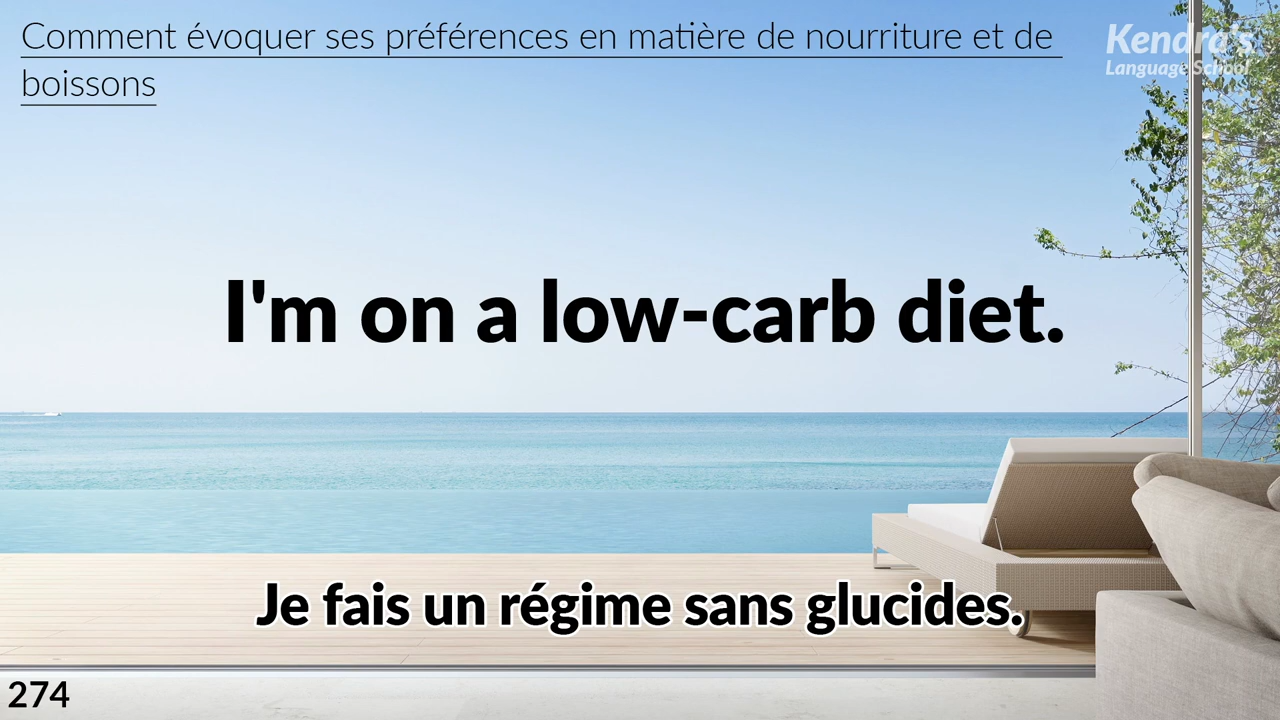 Comment évoquer ses préférences en matière de nourriture et de
boissons
Kendra's
Language School
I'm on a low-carb diet.
Je fais un régime sans glucides.
274